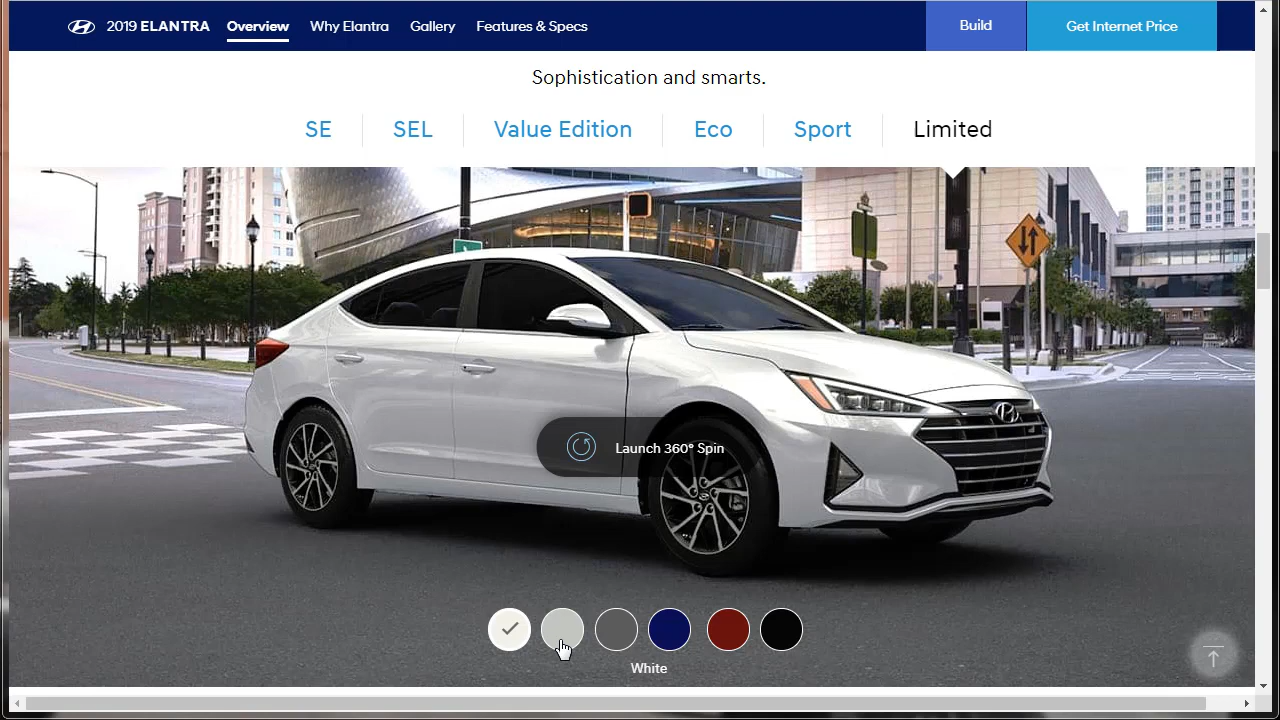 2019 ELANTRA Overview Why Elantra Gallery Features & Specs Build Get Internet Price
Sophistication and smarts.
SE SEL Value Edition Eco Sport Limited
Launch 360° Spin
White